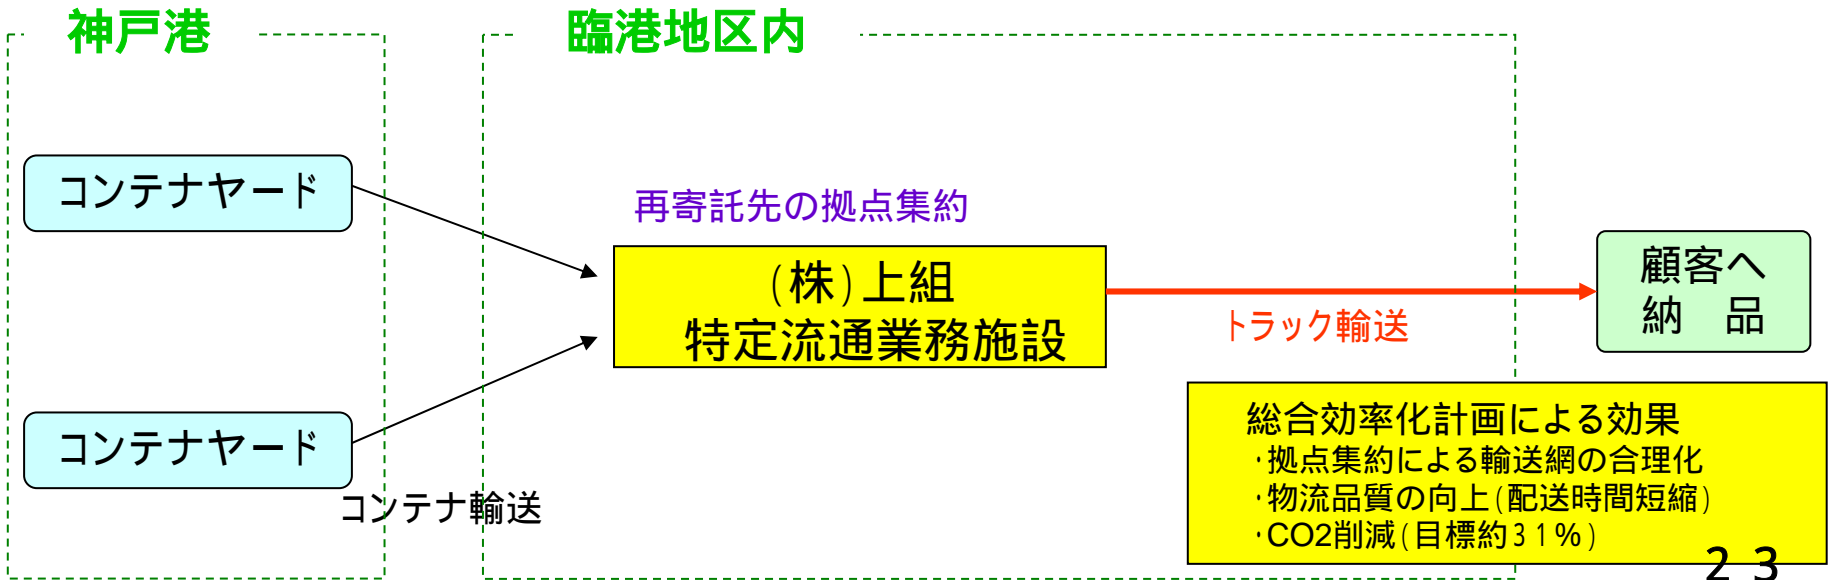 神戸港
臨港地区内
コンテナヤード
再寄託先の拠点集約
(株)上組
特定流通業務施設
顧客へ
納 品
トラック輸送
コンテナヤード
コンテナ輸送
総合効率化計画による効果
・拠点集約による輸送網の合理化
・物流品質の向上(配送時間短縮)
・CO2削減(目標約31%)
23